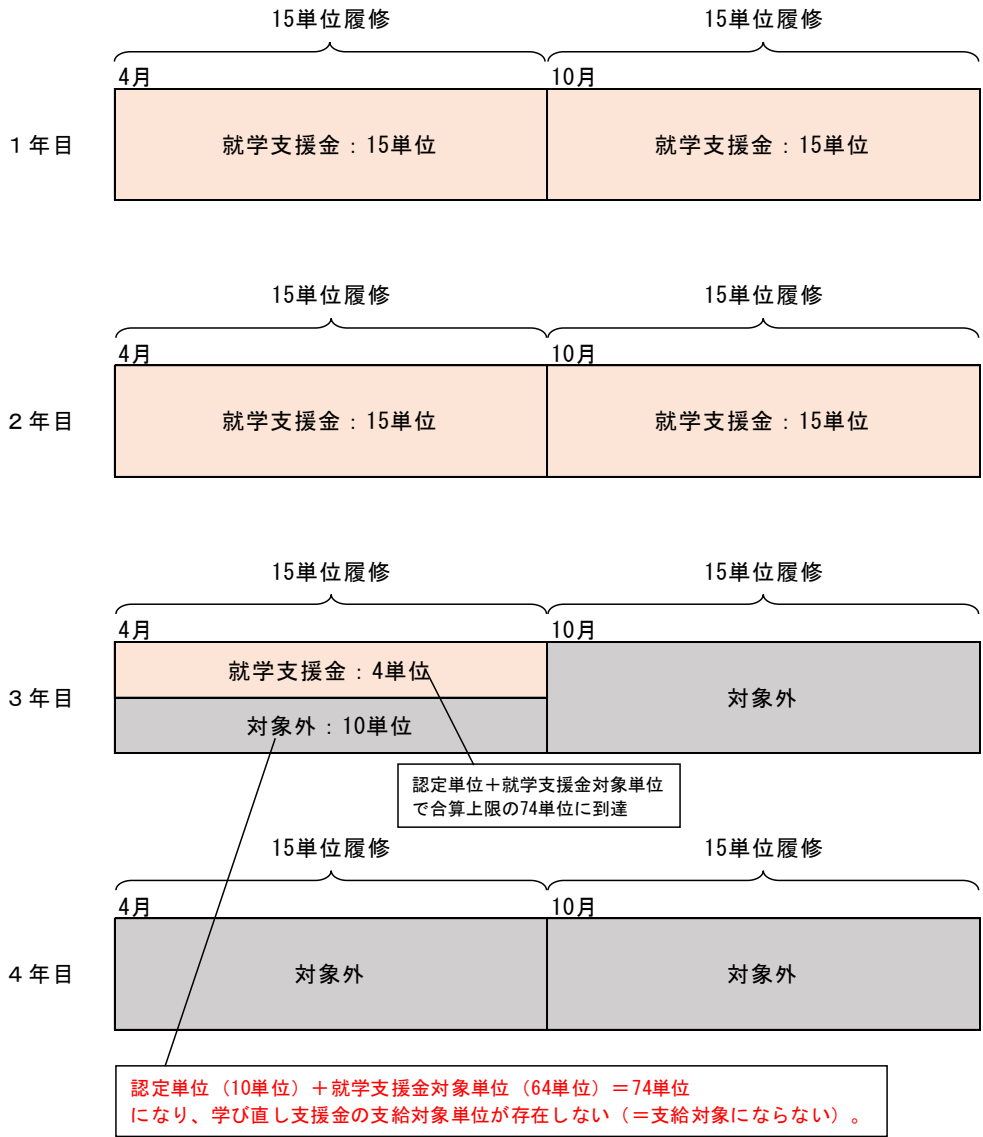 15単位履修 15単位履修
4月 10月
１年目 就学支援金：15単位 就学支援金：15単位
15単位履修 15単位履修
4月 10月
２年目 就学支援金：15単位 就学支援金：15単位
15単位履修 15単位履修
4月 10月
就学支援金：4単位
３年目 対象外
対象外：10単位
認定単位＋就学支援金対象単位
で合算上限の74単位に到達
15単位履修 15単位履修
4月 10月
４年目 対象外 対象外
認定単位（10単位）＋就学支援金対象単位（64単位）＝74単位
になり、学び直し支援金の支給対象単位が存在しない（＝支給対象にならない）。